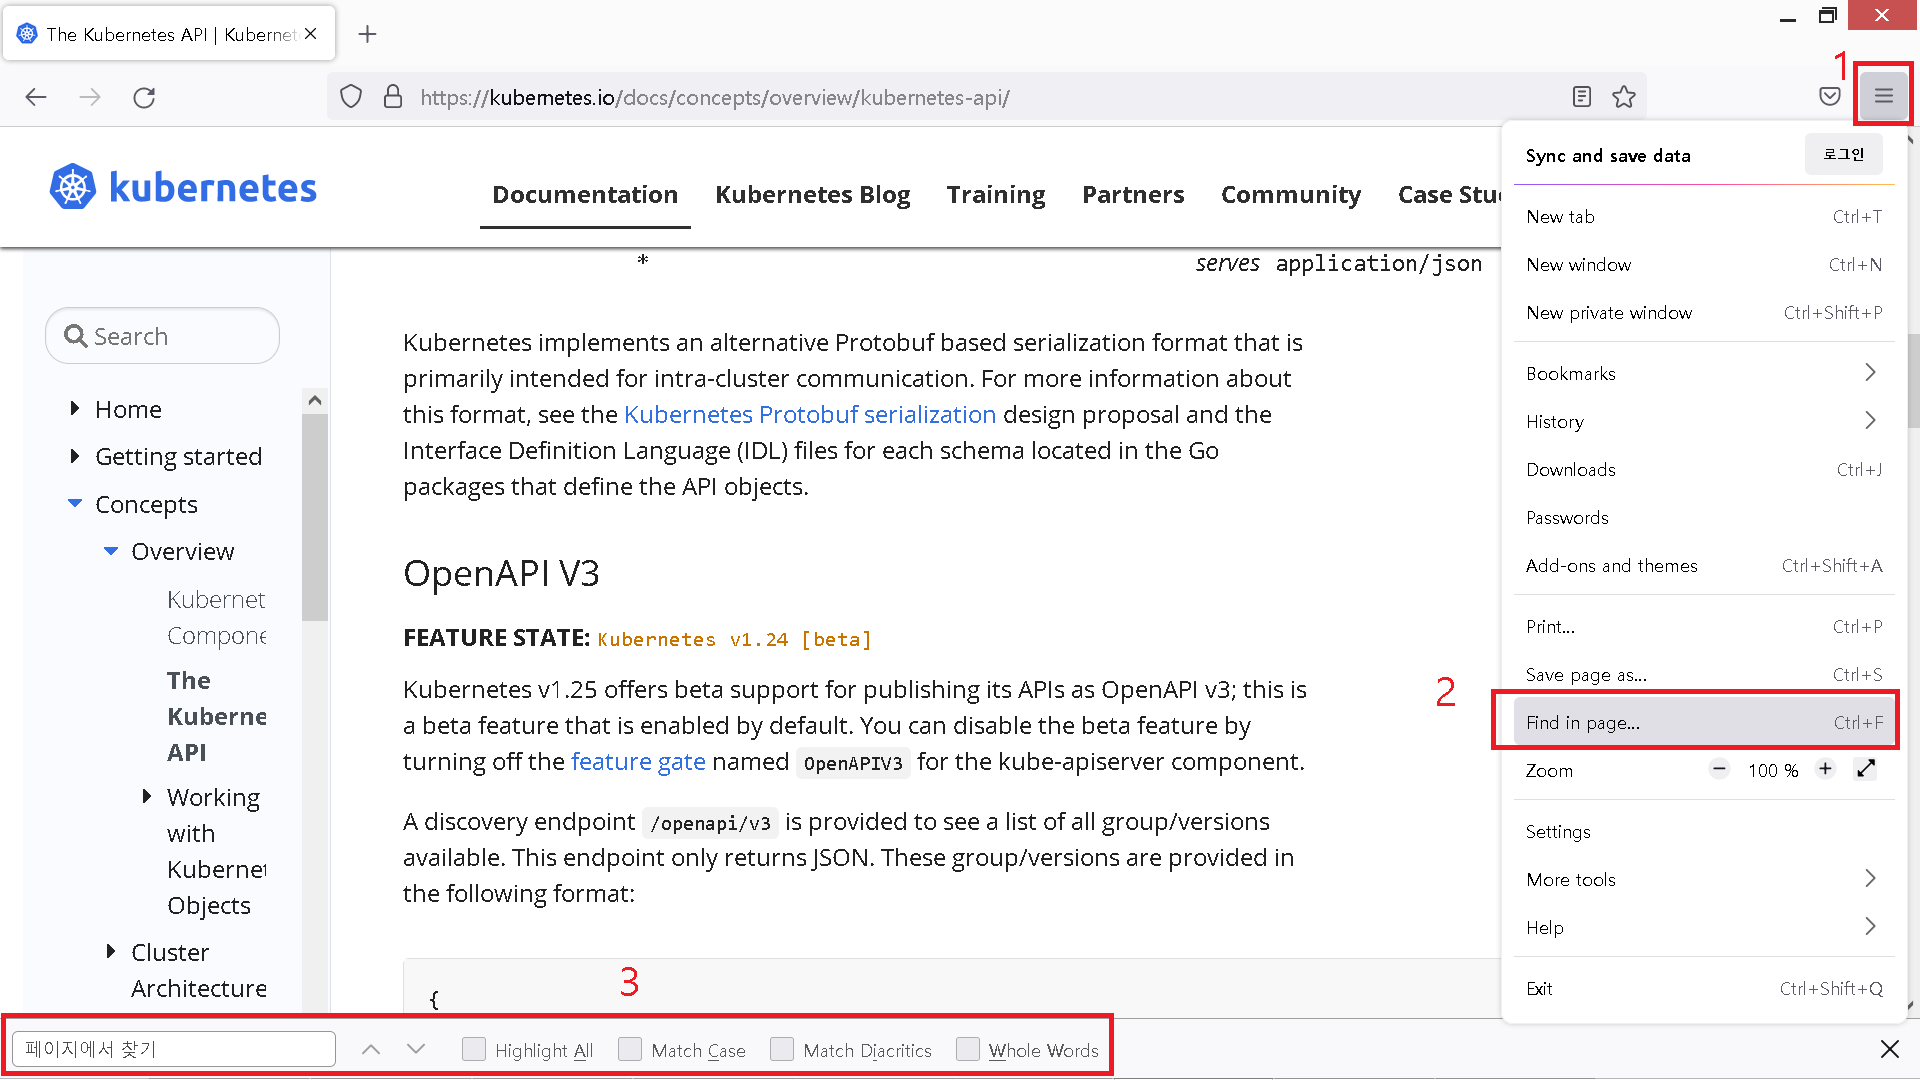 The Kubernetes API | Kubernet
1
https://kubernetes.io/docs/concepts/overview/kubernetes-api/
kubernetes
Documentation
Kubernetes Blog
Training
Partners
Community
Case Stu
Search
Home
Getting started
Concepts
Overview
Kubernet
Compone
The
Kuberne
API
Working
with
Kubernet
Objects
Cluster
Architecture
* serves application/json
Kubernetes implements an alternative Protobuf based serialization format that is
primarily intended for intra-cluster communication. For more information about
this format, see the Kubernetes Protobuf serialization design proposal and the
Interface Definition Language (IDL) files for each schema located in the Go
packages that define the API objects.
OpenAPI V3
FEATURE STATE: Kubernetes v1.24 [beta]
Kubernetes v1.25 offers beta support for publishing its APIs as OpenAPI v3; this is
a beta feature that is enabled by default. You can disable the beta feature by
turning off the feature gate named OpenAPIV3 for the kube-apiserver component.
A discovery endpoint /openapi/v3 is provided to see a list of all group/versions
available. This endpoint only returns JSON. These group/versions are provided in
the following format:
{
Sync and save data 로그인
New tab Ctrl+T
New window Ctrl+N
New private window Ctrl+Shift+P
Bookmarks
History
Downloads Ctrl+J
Passwords
Add-ons and themes Ctrl+Shift+A
Print... Ctrl+P
Save page as... Ctrl+S
2
Find in page... Ctrl+F
Zoom − 100 % +
Settings
More tools
Help
Exit Ctrl+Shift+Q
3
페이지에서 찾기 Highlight All Match Case Match Diacritics Whole Words